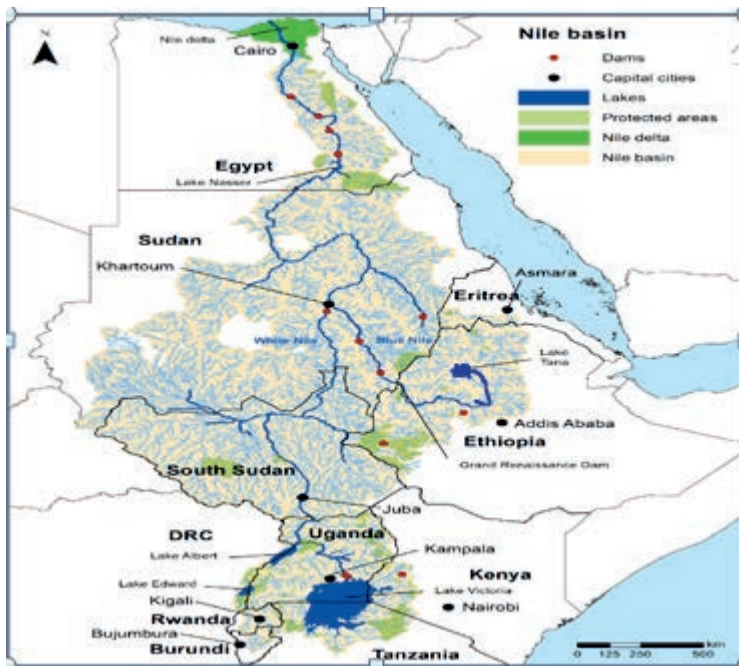 N
Nile delta
Cairo
Nile basin
Dams
Capital cities
Lakes
Protected areas
Nile delta
Nile basin
Egypt
Lake Nasser
Sudan
Khartoum
Asmara
Eritrea
White Nile
Blue Nile
Lake
Tana
Addis Ababa
Ethiopia
Grand Renaissance Dam
South Sudan
Juba
DRC
Uganda
Lake Albert
Kampala
Lake Edward
Kenya
Lake Victoria
Kigali
Nairobi
Rwanda
Bujumbura
Burundi
Tanzania
km
0 125 250 500